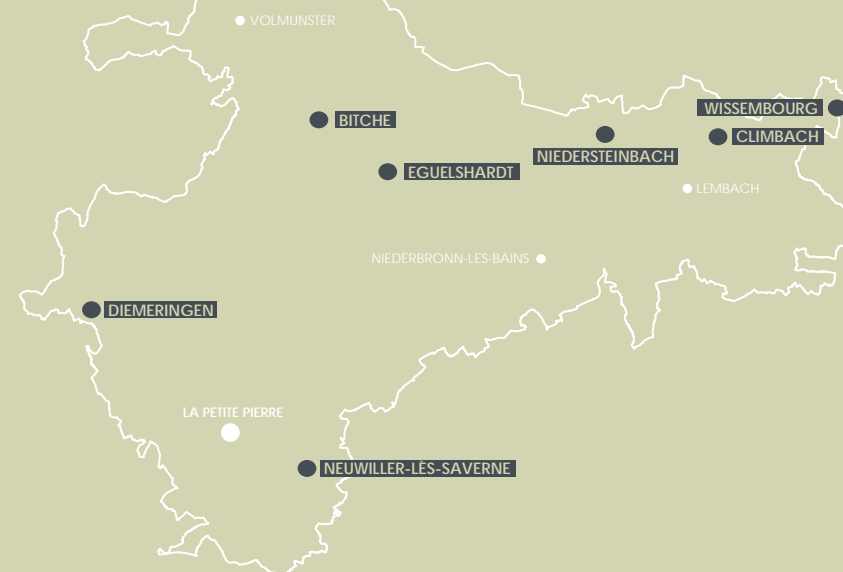 VOLMUNSTER
WISSEMBOURG
BITCHE
CLIMBACH
NIEDERSTEINBACH
EGUELSHARDT
LEMBACH
NIEDERBRONN-LES-BAINS
DIEMERINGEN
LA PETITE PIERRE
NEUWILLER-LÈS-SAVERNE